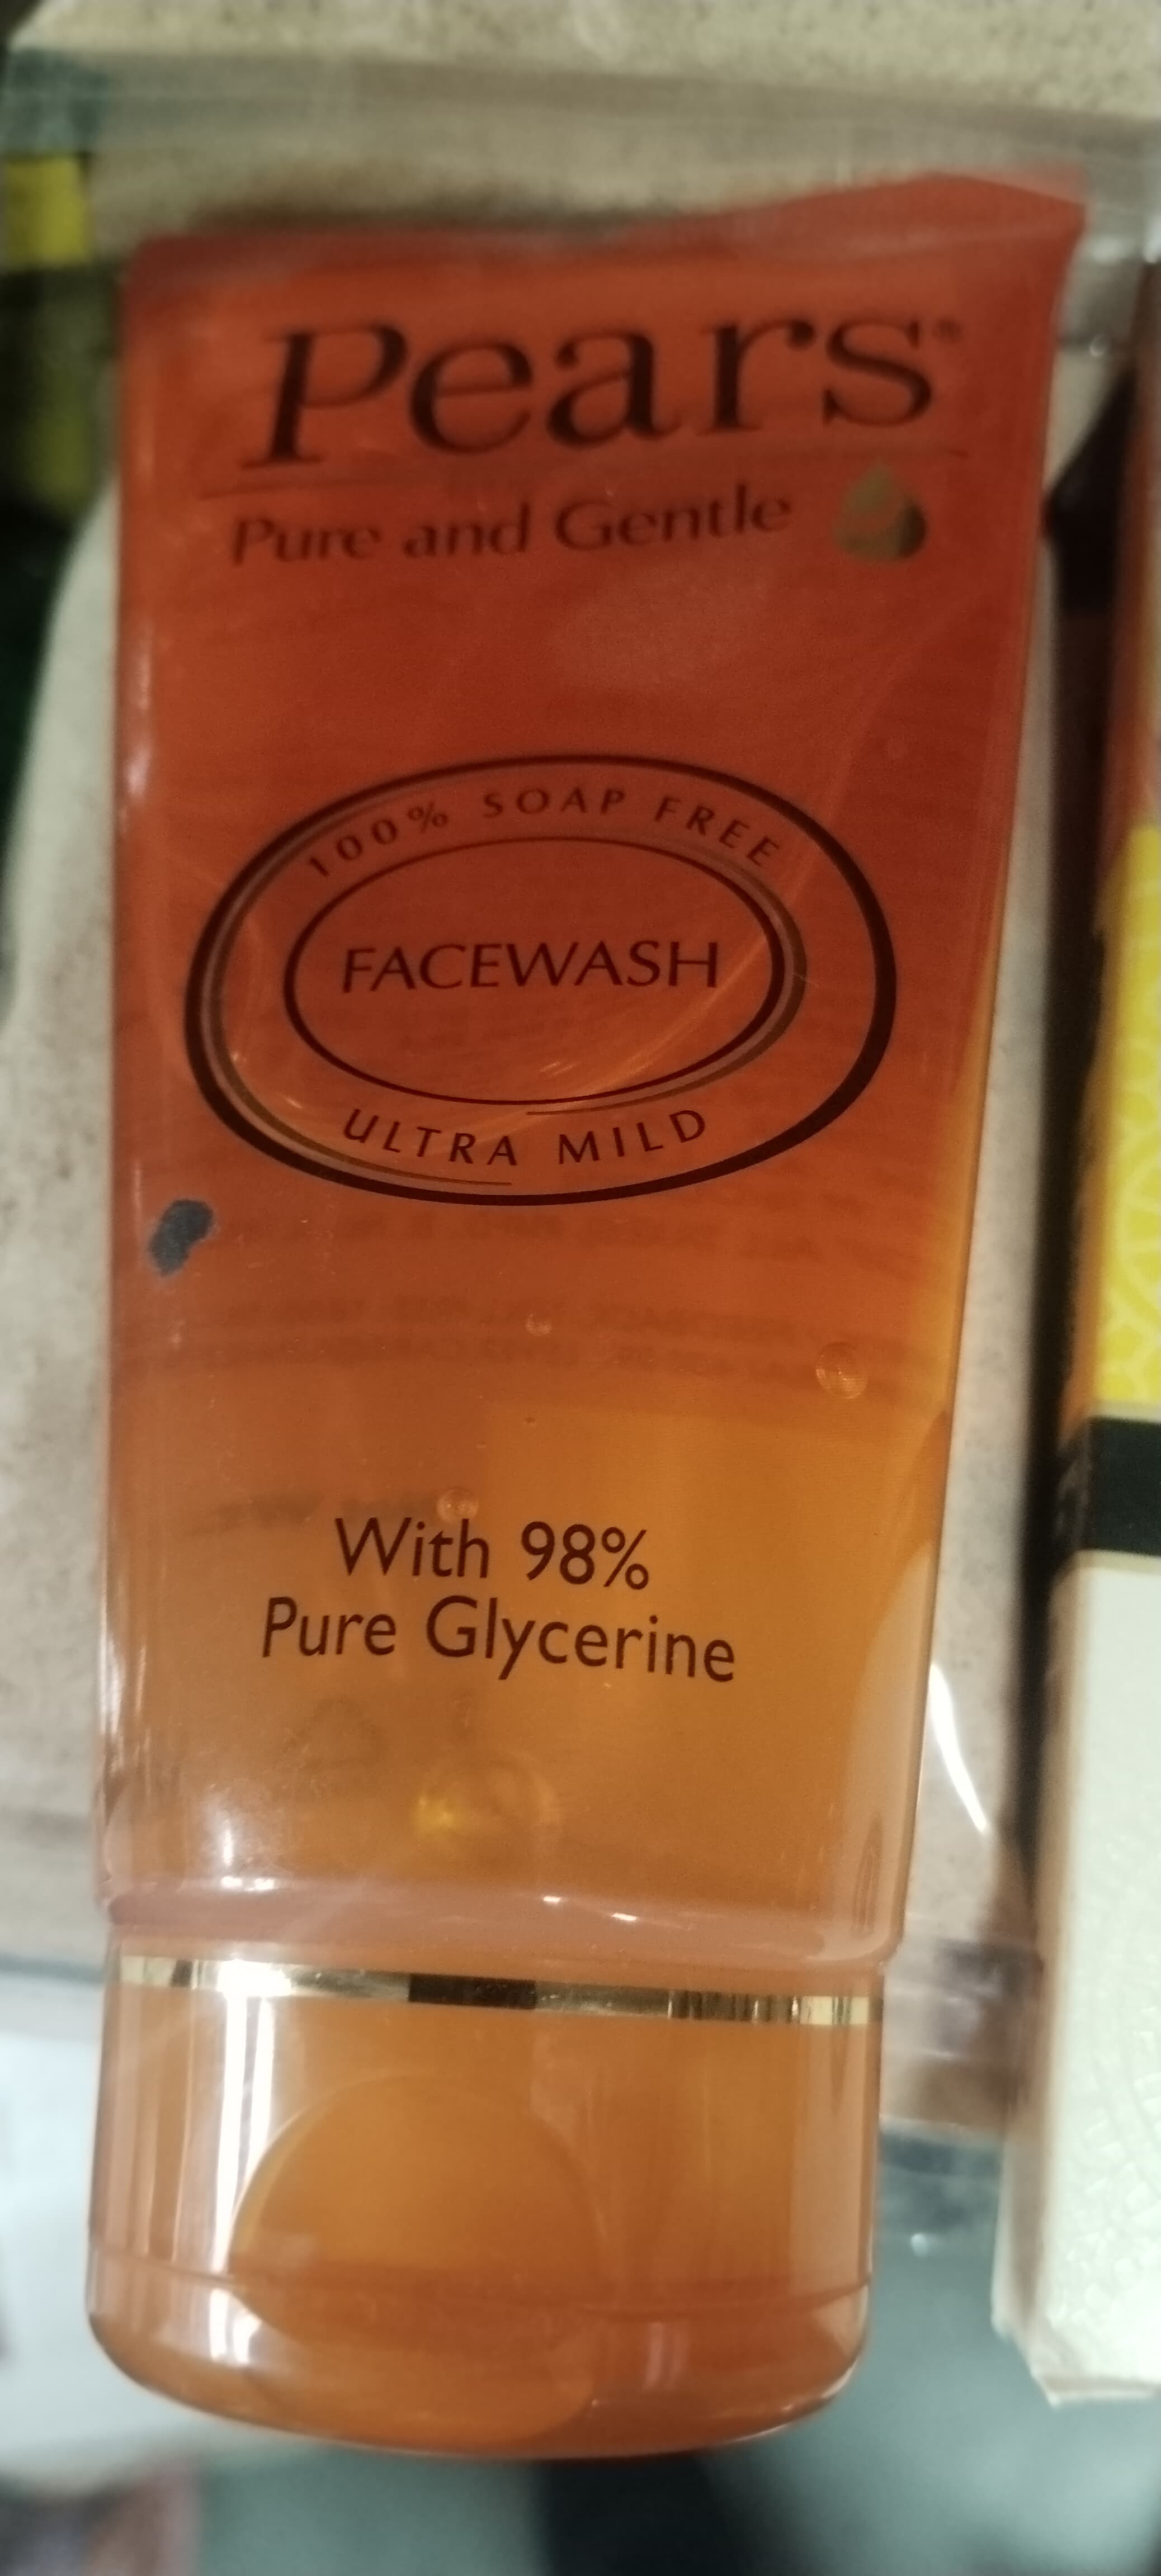 Pears®
Pure and Gentle
100% SOAP FREE
FACEWASH
ULTRA MILD
With 98%
Pure Glycerine